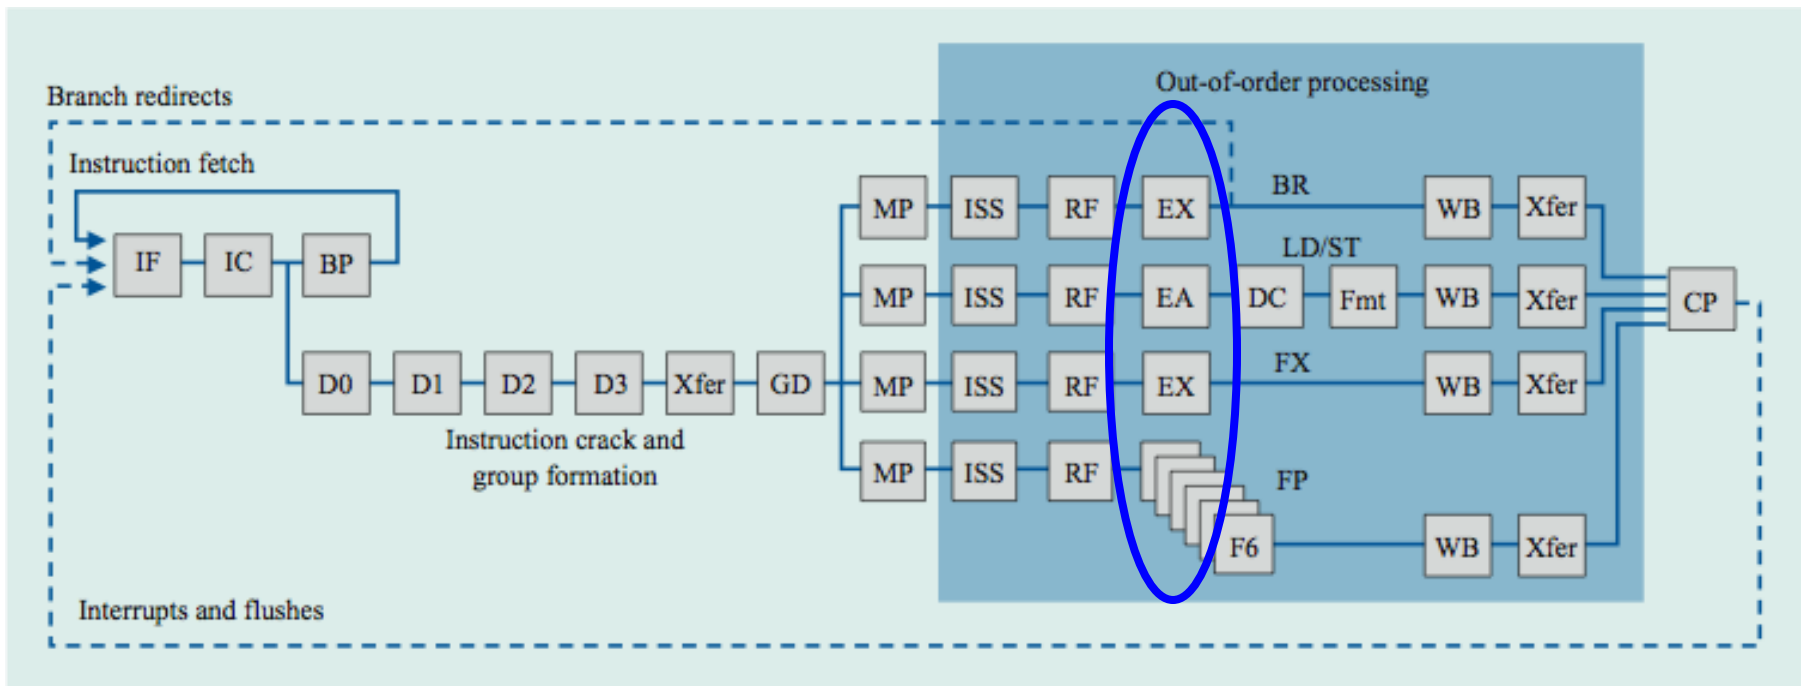 Out-of-order processing
Branch redirects
Instruction fetch
BR
MP ISS RF EX WB Xfer
LD/ST
IF IC BP
MP ISS RF EA DC Fmt WB Xfer CP
FX
D0 D1 D2 D3 Xfer GD MP ISS RF EX WB Xfer
Instruction crack and
group formation
MP ISS RF FP
F6 WB Xfer
Interrupts and flushes